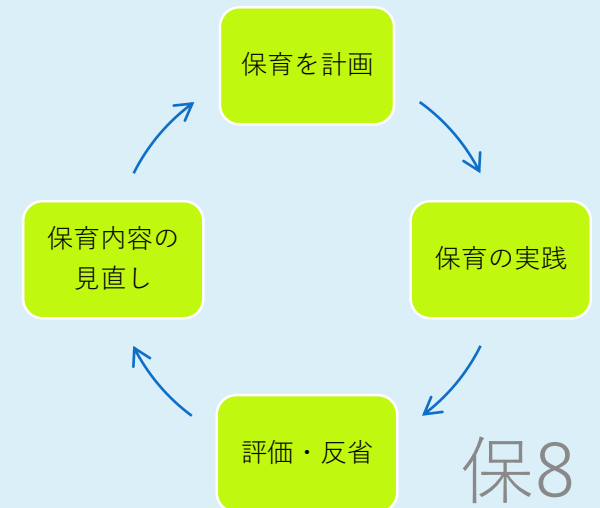 保育を計画
保育内容の
見直し
保育の実践
評価・反省
保8